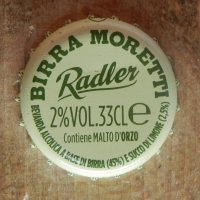 BIRRA MORETTI
Radler
2%VOL.33CL℮
Contiene MALTO D'ORZO
BEVANDA ALCOLICA A BASE DI BIRRA (45%) E SUCCO DI LIMONE (2,5%)